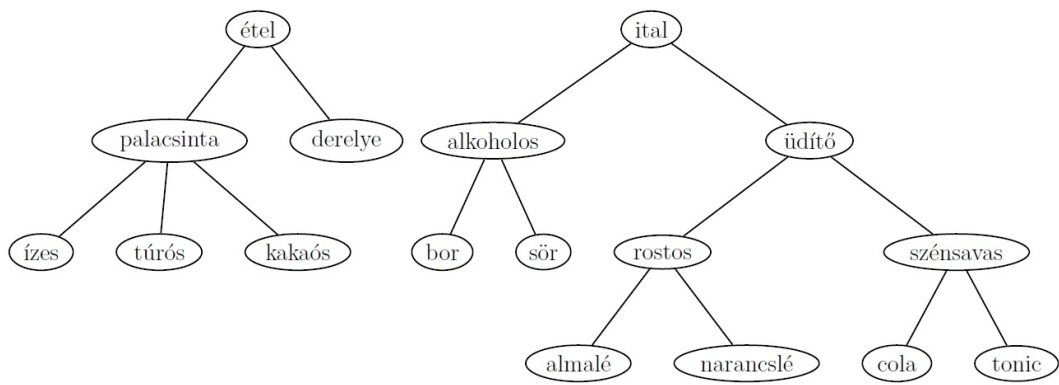 étel ital
palacsinta derelye alkoholos üdítő
ízes túrós kakaós bor sör rostos szénsavas
almalé narancslé cola tonic